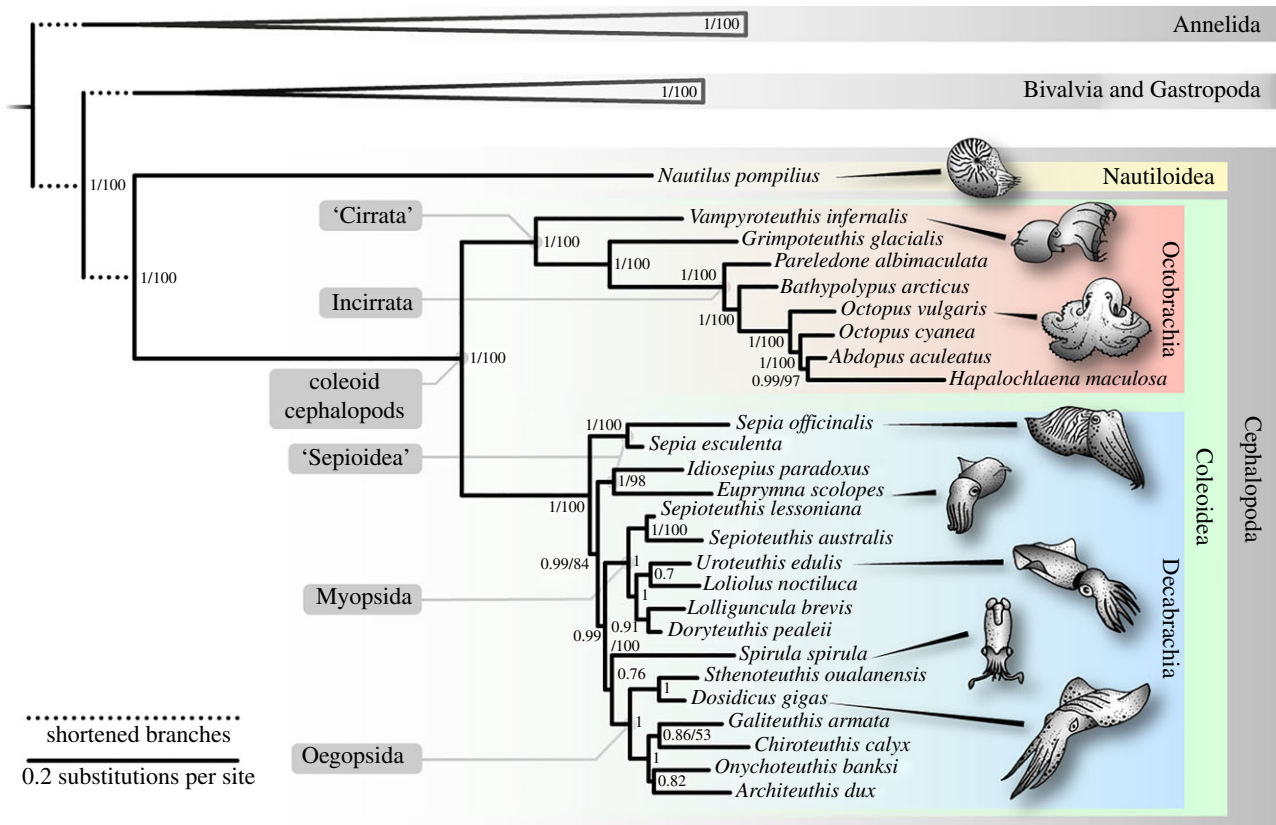 1/100
Annelida
1/100
Bivalvia and Gastropoda
1/100
Nautilus pompilius
Nautiloidea
'Cirrata'
Vampyroteuthis infernalis
1/100
Grimpoteuthis glacialis
1/100
Pareledone albimaculata
1/100
1/100
Incirrata
Bathypolypus arcticus
1/100
Octopus vulgaris
1/100
Octopus cyanea
1/100
Abdopus aculeatus
0.99/97
Hapalochlaena maculosa
Octobrachia
1/100
coleoid
cephalopods
1/100
Sepia officinalis
Sepia esculenta
'Sepioidea'
Idiosepius paradoxus
1/98
Euprymna scolopes
1/100
Sepioteuthis lessoniana
1/100
Sepioteuthis australis
0.99/84
Uroteuthis edulis
1
0.7
Loliolus noctiluca
Myopsida
1
Lolliguncula brevis
0.91
Doryteuthis pealeii
0.99
/100
Spirula spirula
0.76
Sthenoteuthis oualanensis
1
Dosidicus gigas
1
Galiteuthis armata
0.86/53
Chiroteuthis calyx
Oegopsida
1
Onychoteuthis banksi
0.82
Architeuthis dux
Decabrachia
Coleoidea
Cephalopoda
shortened branches
0.2 substitutions per site